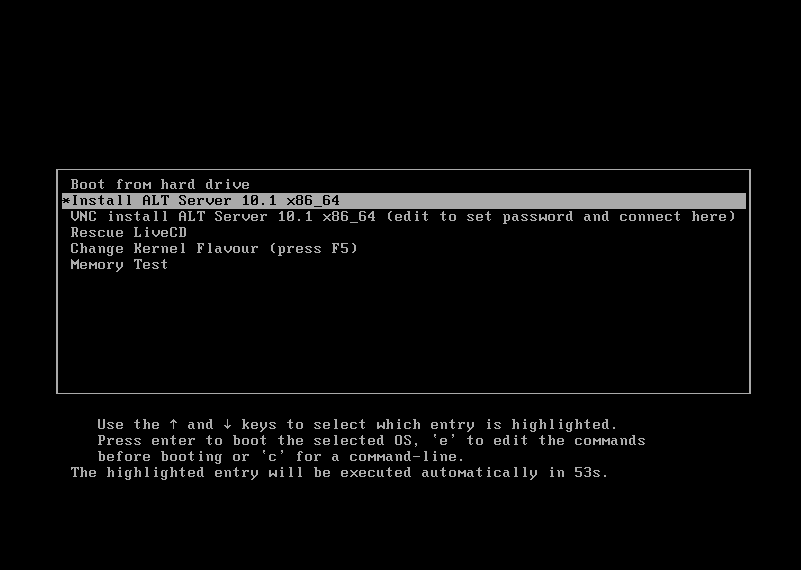 Boot from hard drive
*Install ALT Server 10.1 x86_64
VNC install ALT Server 10.1 x86_64 (edit to set password and connect here)
Rescue LiveCD
Change Kernel Flavour (press F5)
Memory Test
Use the ↑ and ↓ keys to select which entry is highlighted.
Press enter to boot the selected OS, `e' to edit the commands
before booting or `c' for a command-line.
The highlighted entry will be executed automatically in 53s.